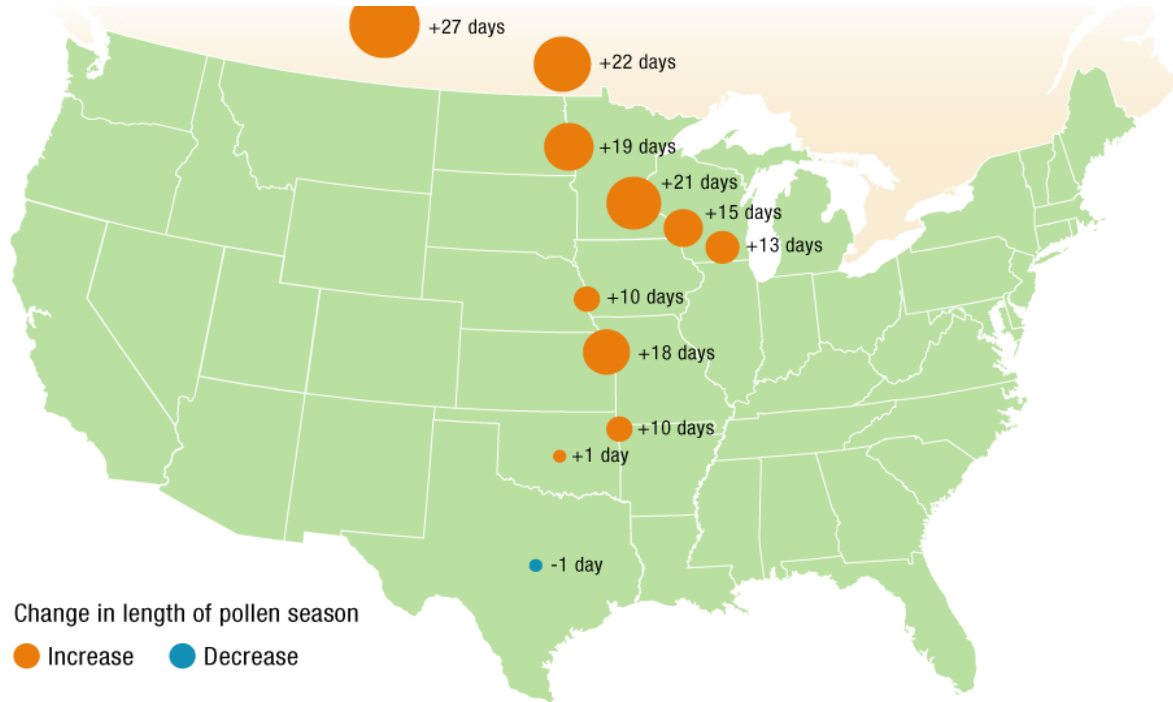 +27 days
+22 days
+19 days
+21 days
+15 days
+13 days
+10 days
+18 days
+10 days
+1 day
-1 day
Change in length of pollen season
Increase Decrease